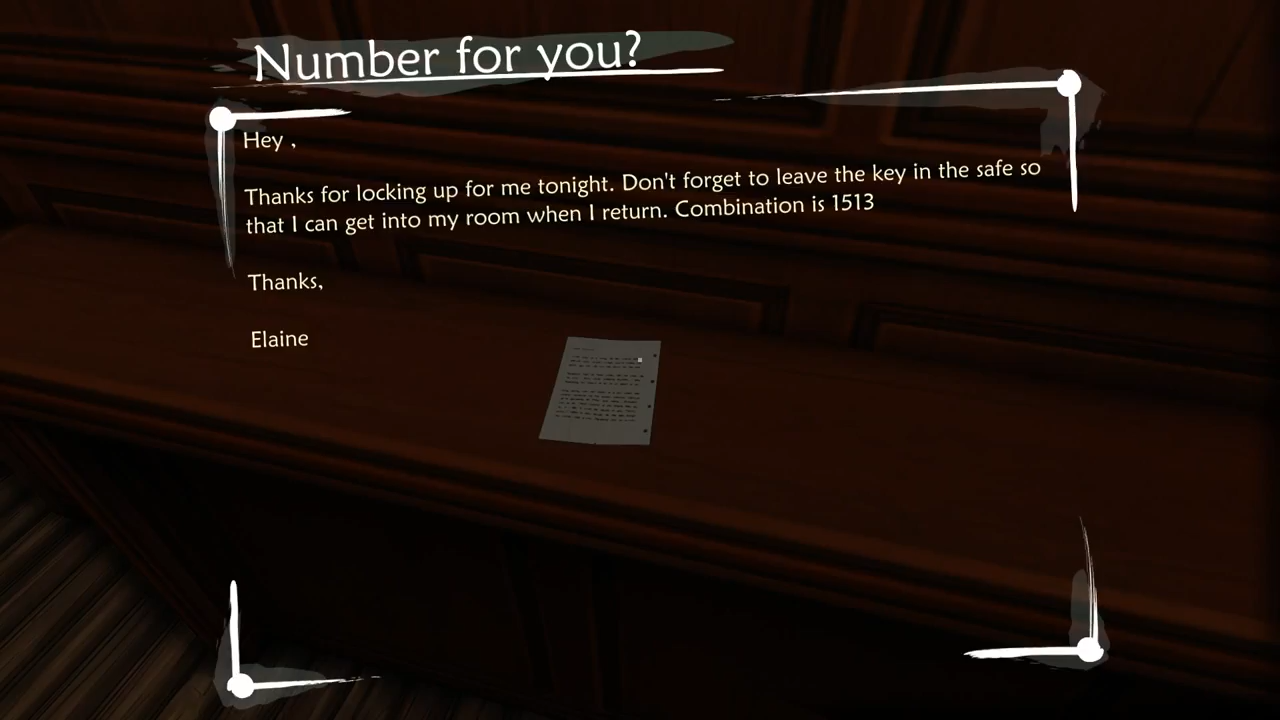 Number for you?
Hey ,
Thanks for locking up for me tonight. Don't forget to leave the key in the safe so
that I can get into my room when I return. Combination is 1513
Thanks,
Elaine